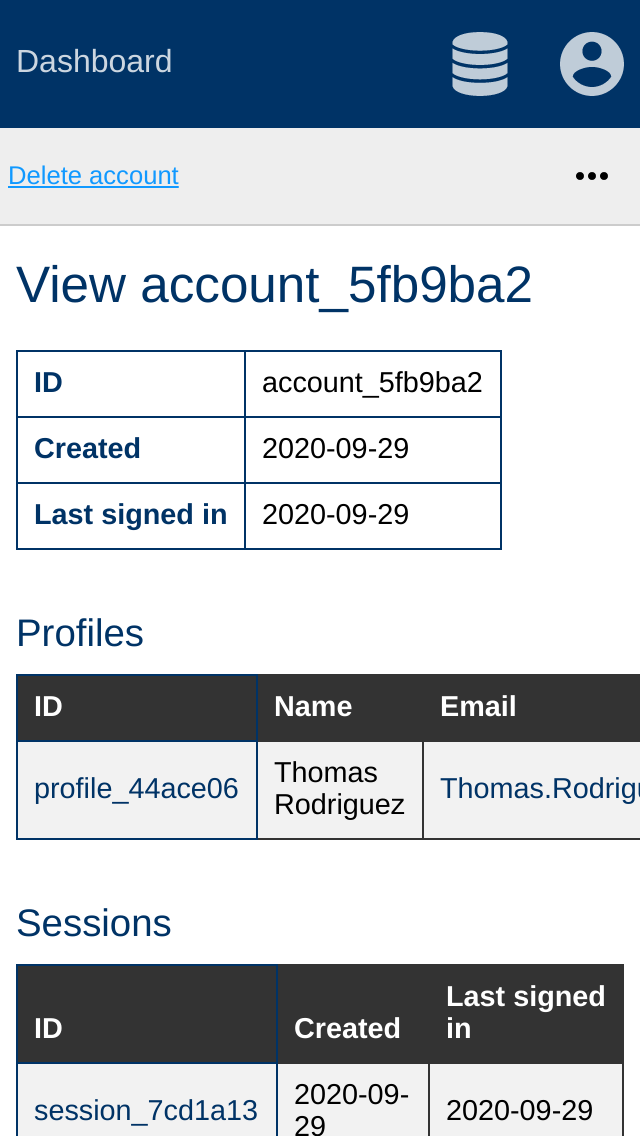 Dashboard
Delete account
View account_5fb9ba2
ID account_5fb9ba2
Created 2020-09-29
Last signed in 2020-09-29
Profiles
ID Name Email
profile_44ace06 Thomas Rodriguez Thomas.Rodrig
Sessions
ID Created Last signed in
session_7cd1a13 2020-09-29 2020-09-29